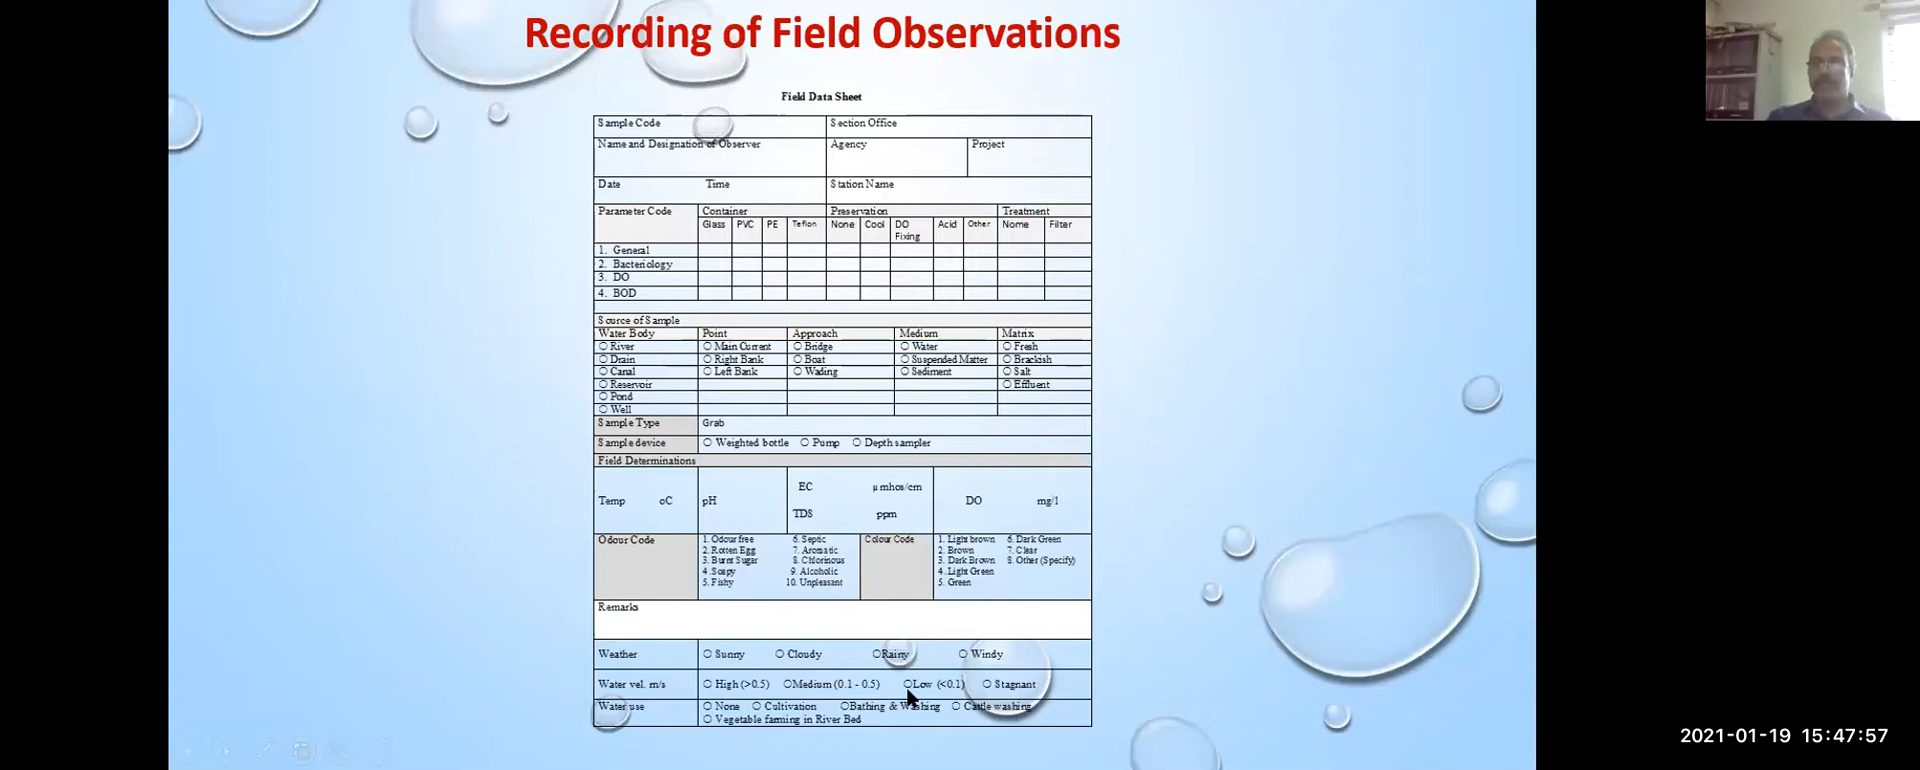 Recording of Field Observations
Field Data Sheet
Sample Code Section Office
Name and Designation of Observer Agency Project
Date Time Station Name
Parameter Code Container Preservation Treatment
Glass PVC PE Teflon None Cool DO Fixing Acid Other Nome Filter
1. General
2. Bacteriology
3. DO
4. BOD
Source of Sample
Water Body Point Approach Medium Matrix
River Main Current Bridge Water Fresh
Drain Right Bank Boat Suspended Matter Brackish
Canal Left Bank Wading Sediment Salt
Reservoir Effluent
Pond
Well
Sample Type Grab
Sample device Weighted bottle Pump Depth sampler
Field Determinations
EC µ mhos/cm
Temp oC pH DO mg/l
TDS ppm
Odour Code 1. Odour free 6. Septic Colour Code 1. Light brown 6. Dark Green
2. Rotten Egg 7. Aromatic 2. Brown 7. Clear
3. Burnt Sugar 8. Chlorinous 3. Dark Brown 8. Other (Specify)
4. Soapy 9. Alcoholic 4. Light Green
5. Fishy 10. Unpleasant 5. Green
Remarks
Weather Sunny Cloudy Rainy Windy
Water vel. m/s High (>0.5) Medium (0.1 - 0.5) Low (<0.1) Stagnant
Water use None Cultivation Bathing & Washing Cattle washing
Vegetable farming in River Bed
2021-01-19 15:47:57